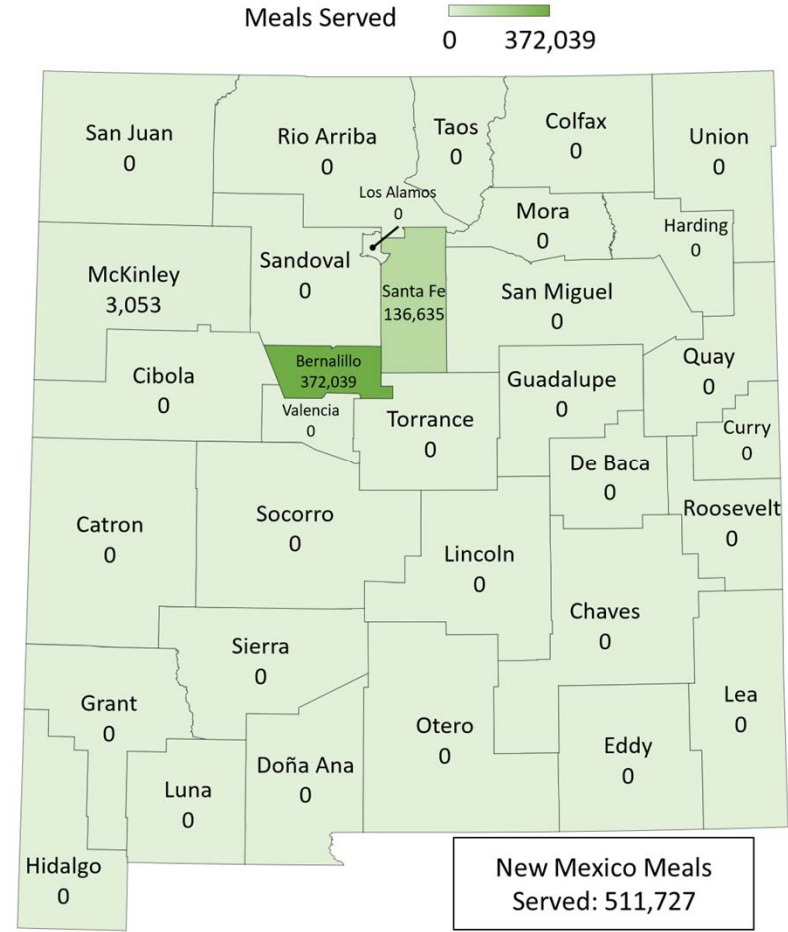 Meals Served
0 372,039
San Juan
0
Rio Arriba
0
Taos
0
Colfax
0
Union
0
Los Alamos
0
Mora
0
Harding
0
McKinley
3,053
Sandoval
0
Santa Fe
136,635
San Miguel
0
Bernalillo
372,039
Cibola
0
Valencia
0
Torrance
0
Guadalupe
0
Quay
0
Curry
0
De Baca
0
Roosevelt
0
Catron
0
Socorro
0
Lincoln
0
Chaves
0
Sierra
0
Grant
0
Otero
0
Lea
0
Eddy
0
Doña Ana
0
Luna
0
Hidalgo
0
New Mexico Meals
Served: 511,727